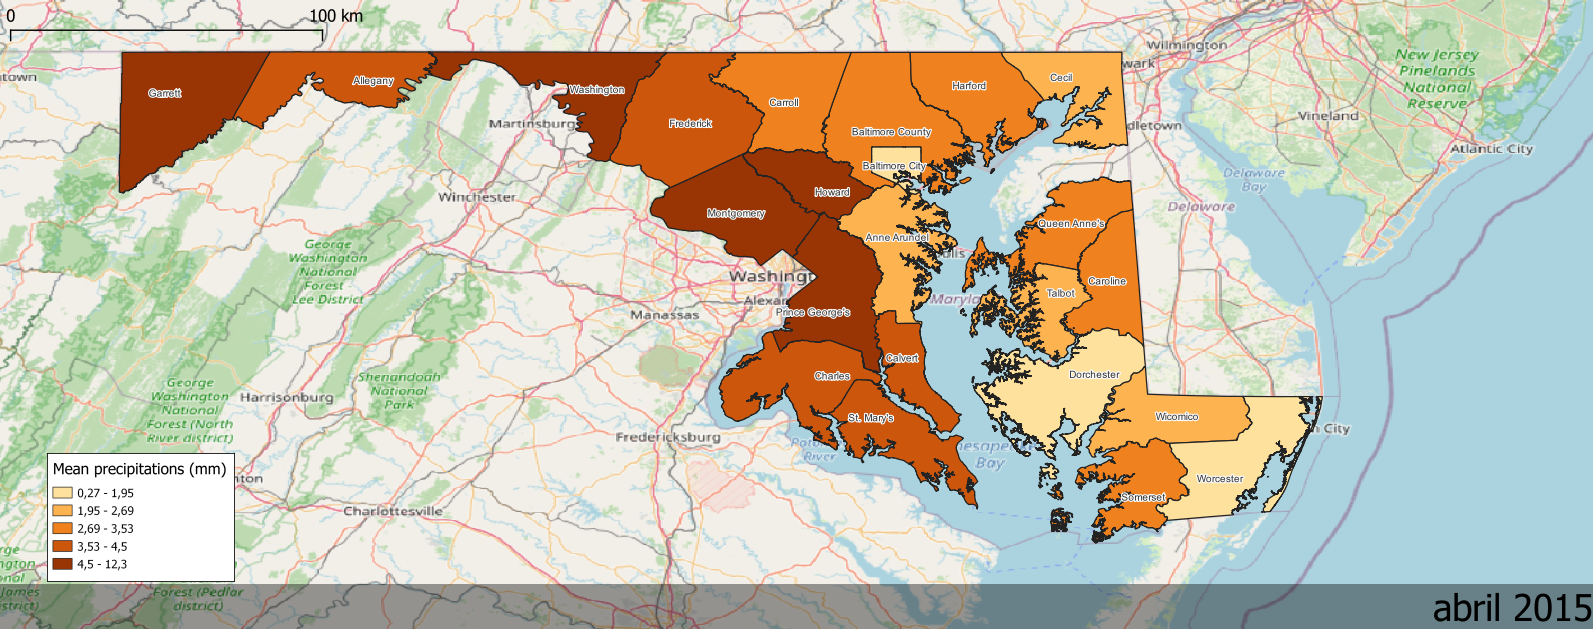 0 100 km
Wilmington
town
wark
New Jersey
Pinelands
National
Reserve
Garrett
Allegany
Washington
Frederick
Carroll
Harford
Cecil
Martinsburg
Baltimore County
Baltimore City
dletown
Vineland
Atlantic City
Delaware
Bay
Winchester
Howard
Montgomery
Delaware
Queen Anne's
Anne Arundel
olis
George
Washington
National
Forest
Lee District)
Washingt
Alexan
Maryla
Talbot
Caroline
Manassas
Prince George's
Calvert
Charles
Dorchester
George
Washington
National
Forest (North
River district)
Shenandoah
National
Park
Harrisonburg
St. Mary's
Wicomico
n City
Fredericksburg
Poto
River
hesape
Bay
Worcester
Somerset
Mean precipitations (mm)
0,27 - 1,95
1,95 - 2,69
2,69 - 3,53
3,53 - 4,5
4,5 - 12,3
nton
Charlottesville
rge
ngton
nal
James
strict)
Forest (Pedlar
district)
abril 2015